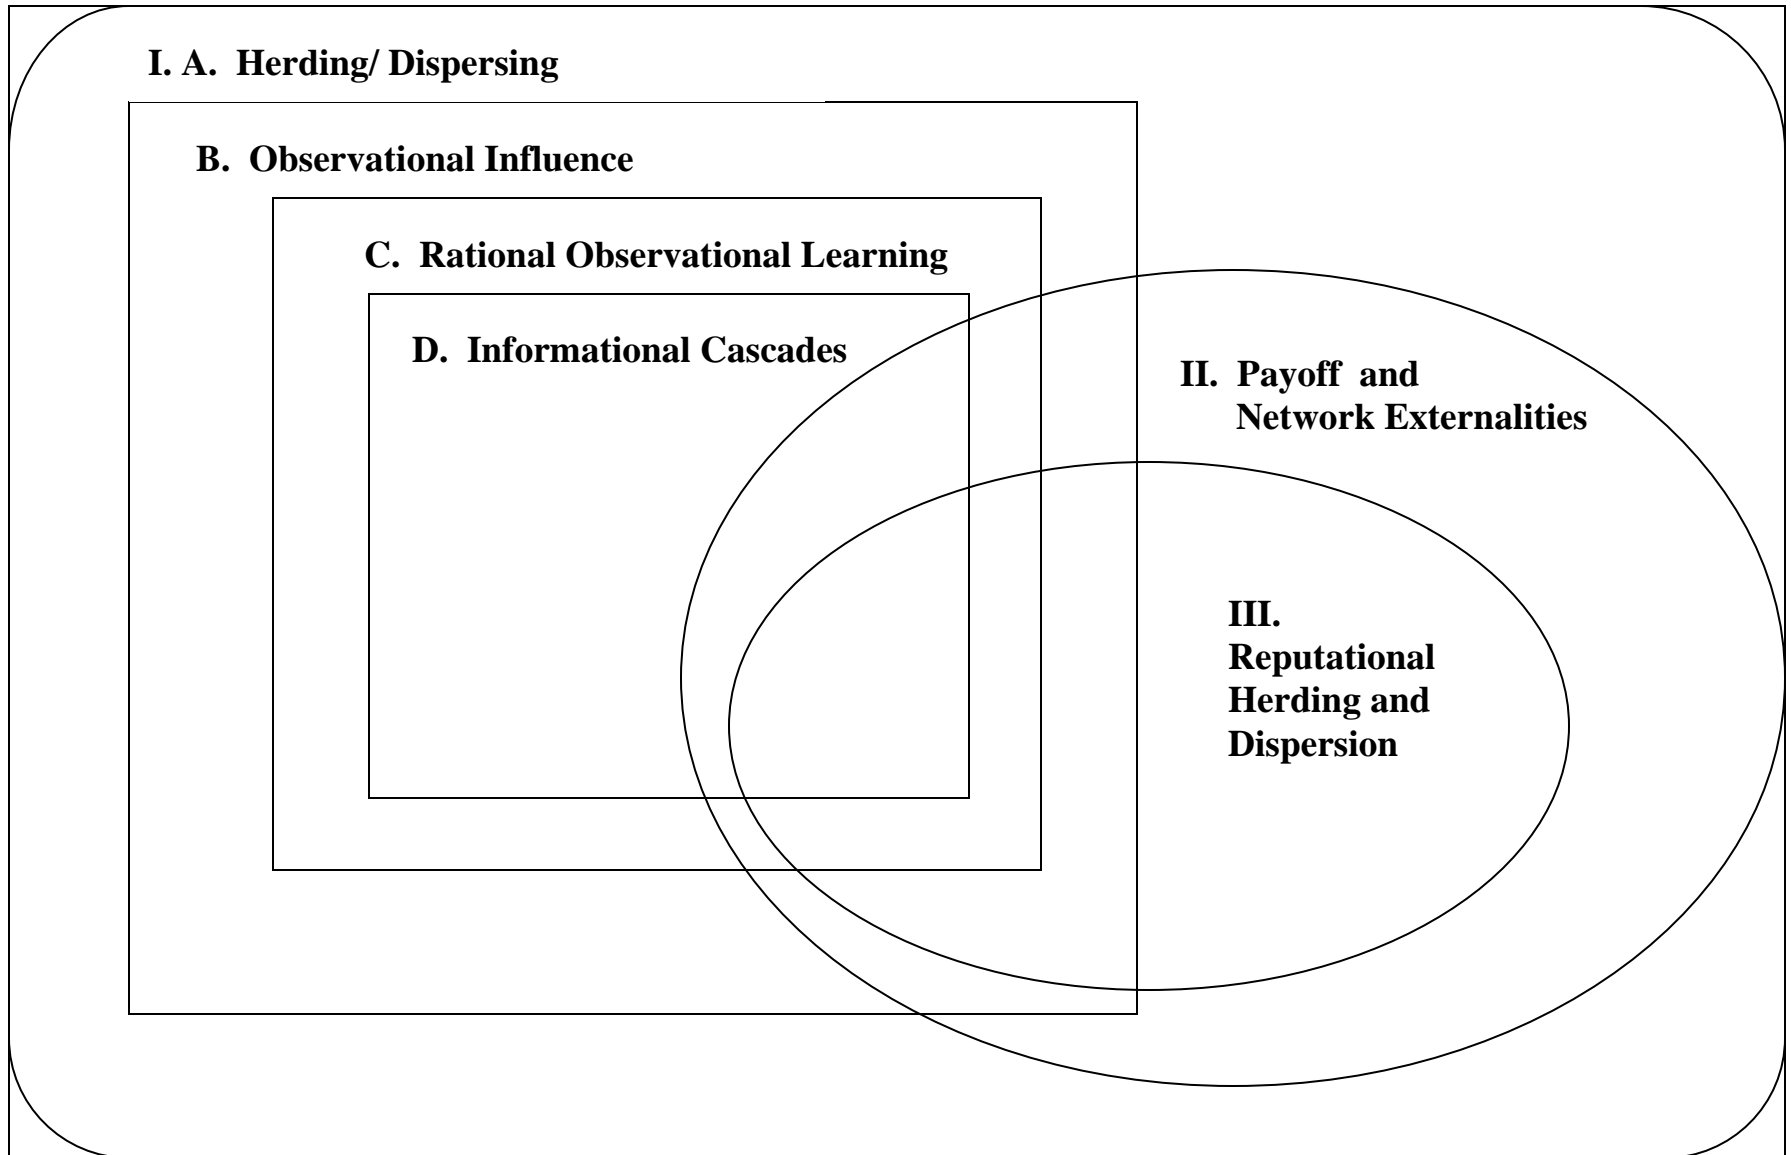 I. A. Herding/ Dispersing
B. Observational Influence
C. Rational Observational Learning
D. Informational Cascades
II. Payoff and
Network Externalities
III.
Reputational
Herding and
Dispersion